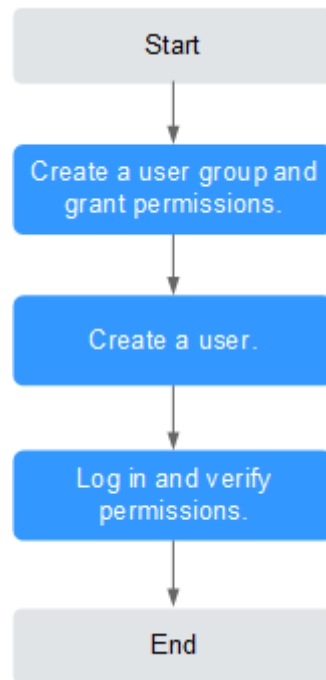 Start
Create a user group and
grant permissions.
Create a user.
Log in and verify
permissions.
End